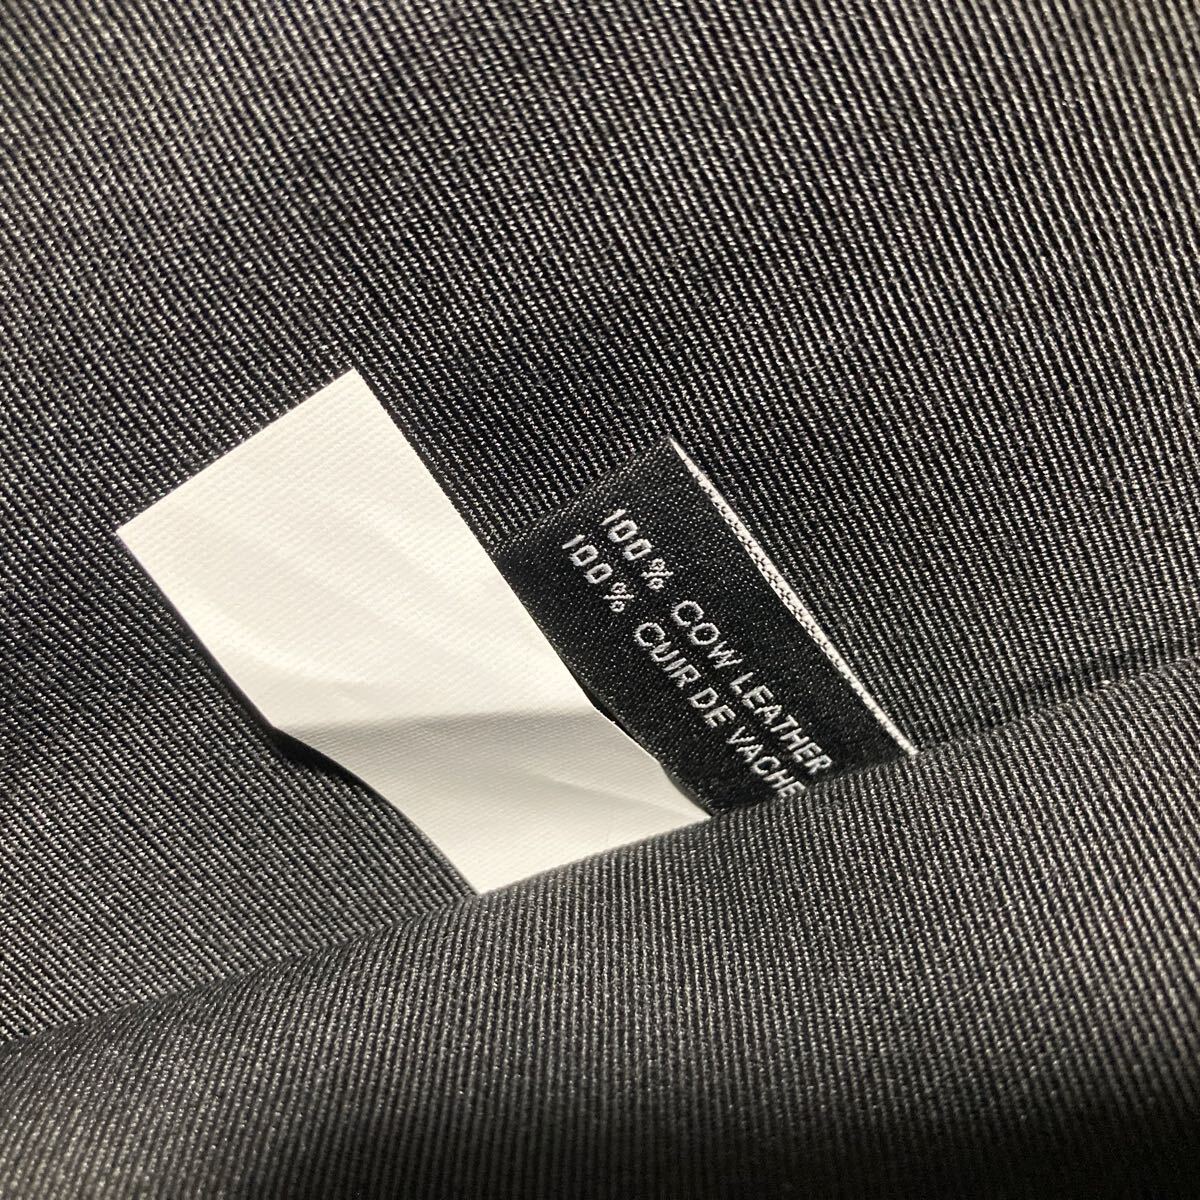 100% COW LEATHER
100% CUIR DE VACHE